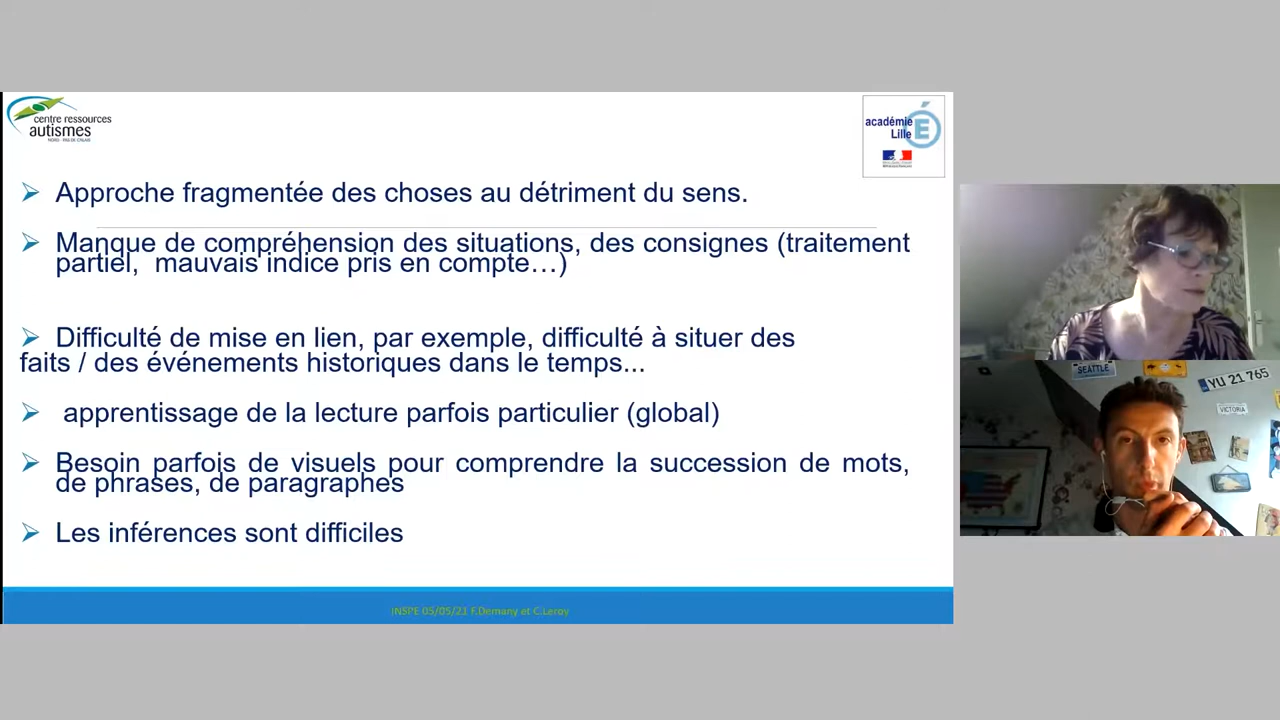 centre ressources
autismes
NORD - PAS DE CALAIS
académie
Lille
É
Approche fragmentée des choses au détriment du sens.
Manque de compréhension des situations, des consignes (traitement
partiel, mauvais indice pris en compte…)
Difficulté de mise en lien, par exemple, difficulté à situer des
faits / des événements historiques dans le temps...
apprentissage de la lecture parfois particulier (global)
Besoin parfois de visuels pour comprendre la succession de mots,
de phrases, de paragraphes
Les inférences sont difficiles
INSPE 05/05/21 F.Demany et C.Leroy
SEATTLE
YU 21 765
VICTORIA